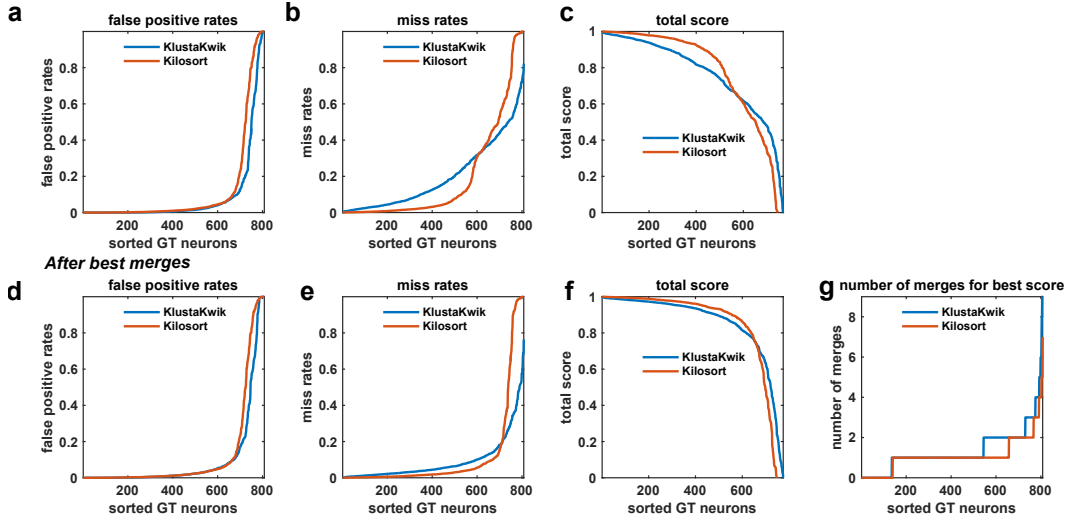 a
false positive rates
false positive rates
0.8
0.6
0.4
0.2
0
200 400 600 800
sorted GT neurons
KlustaKwik
Kilosort
b
miss rates
miss rates
0.8
0.6
0.4
0.2
0
200 400 600 800
sorted GT neurons
KlustaKwik
Kilosort
c
total score
total score
1
0.8
0.6
0.4
0.2
0
200 400 600
sorted GT neurons
KlustaKwik
Kilosort
After best merges
d
false positive rates
false positive rates
0.8
0.6
0.4
0.2
0
200 400 600 800
sorted GT neurons
KlustaKwik
Kilosort
e
miss rates
miss rates
0.8
0.6
0.4
0.2
0
200 400 600 800
sorted GT neurons
KlustaKwik
Kilosort
f
total score
total score
1
0.8
0.6
0.4
0.2
0
200 400 600
sorted GT neurons
KlustaKwik
Kilosort
g
number of merges for best score
number of merges
8
6
4
2
0
200 400 600 800
sorted GT neurons
KlustaKwik
Kilosort